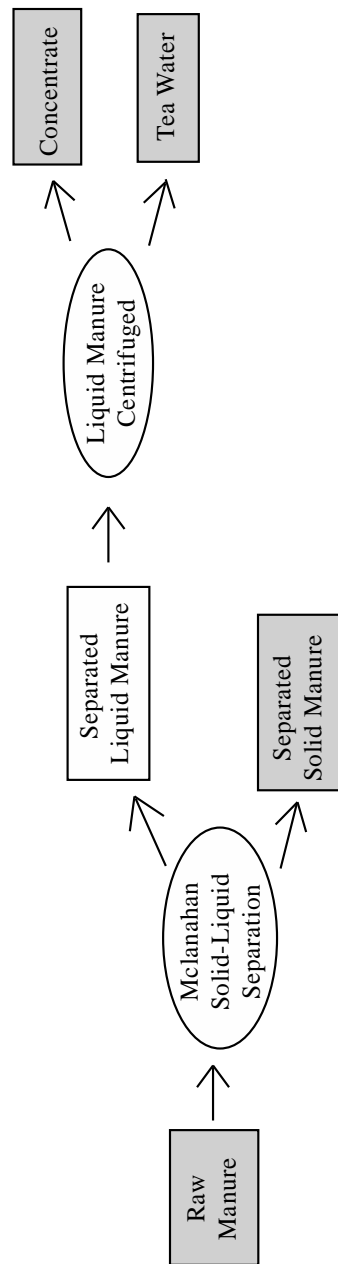 Raw
Manure
Mclanahan
Solid-Liquid
Separation
Separated
Liquid Manure
Separated
Solid Manure
Liquid Manure
Centrifuged
Concentrate
Tea Water